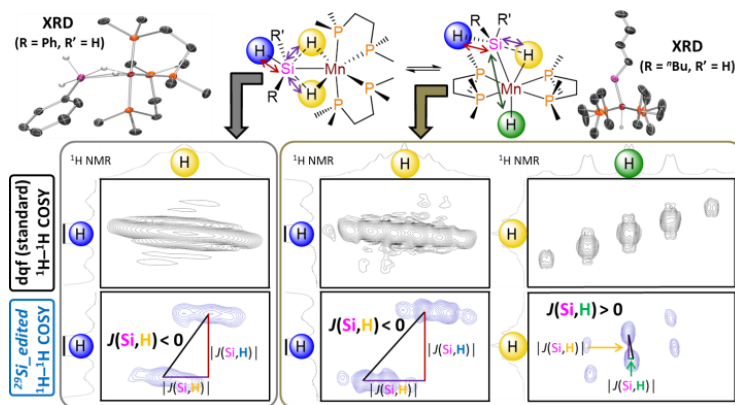 XRD
(R = Ph, R' = H)
R
R'
H
H
Si
Mn
H
R
P
P
P
P
R
R'
H
Si
H
P
P
Mn
P
P
H
XRD
(R = ⁿBu, R' = H)
¹H NMR
H
¹H NMR
H
¹H NMR
H
dqf (standard)
¹H–¹H COSY
H
H
H
²⁹Si_edited
¹H–¹H COSY
H
J(Si,H) < 0
|J(Si,H)|
|J(Si,H)|
H
J(Si,H) < 0
|J(Si,H)|
|J(Si,H)|
H
J(Si,H) > 0
|J(Si,H)|
|J(Si,H)|